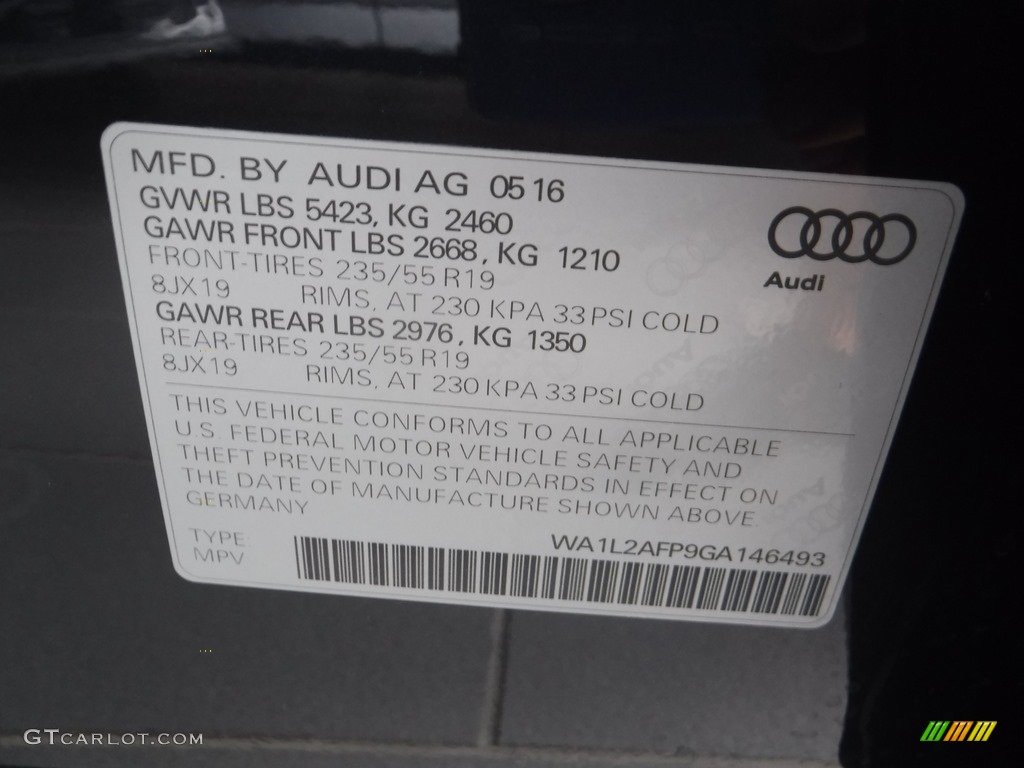 MFD. BY AUDI AG 05 16
GVWR LBS 5423, KG 2460
GAWR FRONT LBS 2668, KG 1210
FRONT-TIRES 235/55 R19
8JX19 RIMS, AT 230 KPA 33 PSI COLD
GAWR REAR LBS 2976, KG 1350
REAR-TIRES 235/55 R19
8JX19 RIMS, AT 230 KPA 33 PSI COLD
Audi
THIS VEHICLE CONFORMS TO ALL APPLICABLE
U.S. FEDERAL MOTOR VEHICLE SAFETY AND
THEFT PREVENTION STANDARDS IN EFFECT ON
THE DATE OF MANUFACTURE SHOWN ABOVE.
GERMANY
WA1L2AFP9GA146493
TYPE
MPV
GTCARLOT.COM